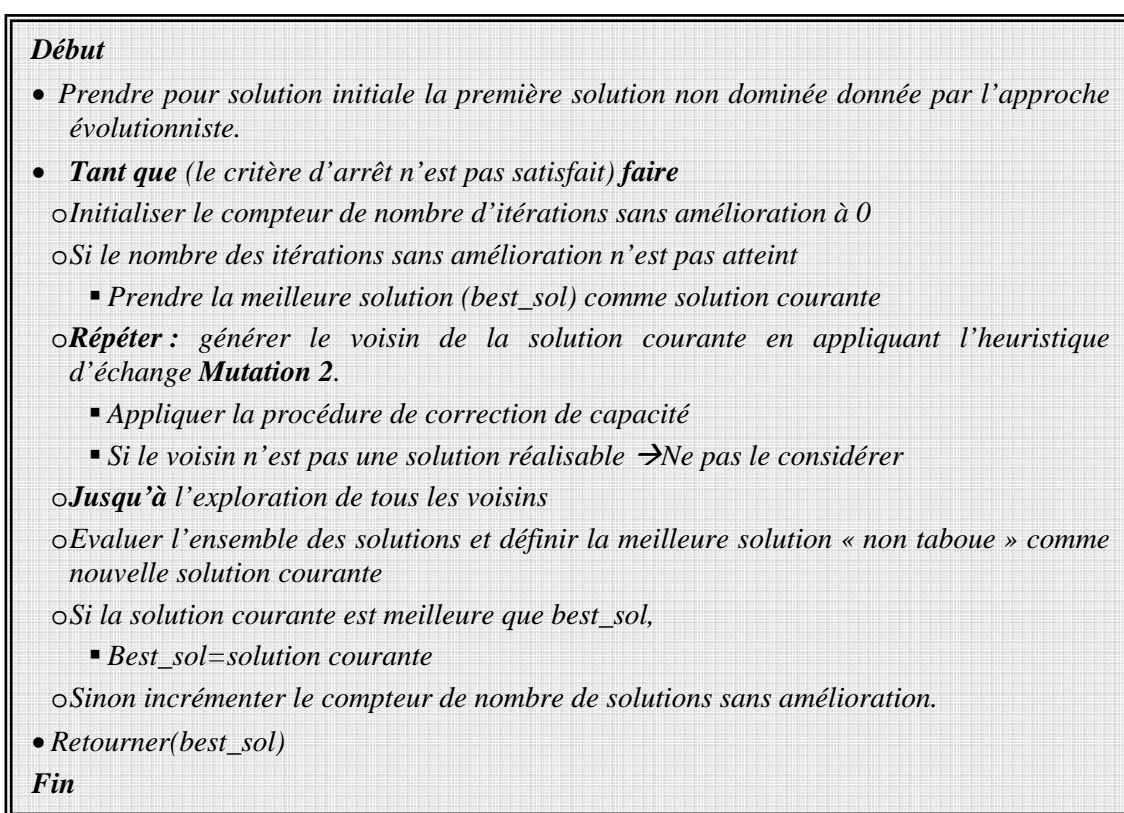 Début
• Prendre pour solution initiale la première solution non dominée donnée par l'approche
évolutionniste.
• Tant que (le critère d'arrêt n'est pas satisfait) faire
oInitialiser le compteur de nombre d'itérations sans amélioration à 0
oSi le nombre des itérations sans amélioration n'est pas atteint
▪ Prendre la meilleure solution (best_sol) comme solution courante
oRépéter : générer le voisin de la solution courante en appliquant l'heuristique
d'échange Mutation 2.
▪ Appliquer la procédure de correction de capacité
▪ Si le voisin n'est pas une solution réalisable →Ne pas le considérer
oJusqu'à l'exploration de tous les voisins
oEvaluer l'ensemble des solutions et définir la meilleure solution « non taboue » comme
nouvelle solution courante
oSi la solution courante est meilleure que best_sol,
▪ Best_sol=solution courante
oSinon incrémenter le compteur de nombre de solutions sans amélioration.
• Retourner(best_sol)
Fin